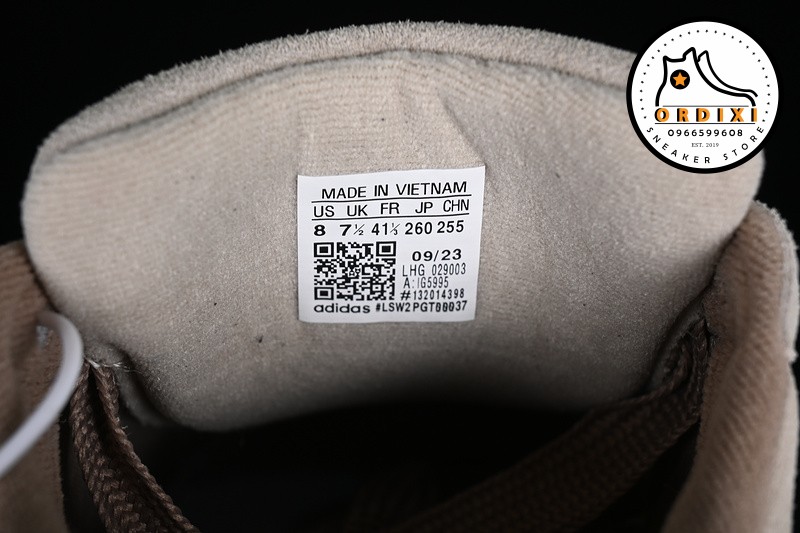 MADE IN VIETNAM
US UK FR JP CHN
8 7½ 41⅓ 260 255
09/23
LHG 029003
A: IG5995
#132014398
adidas #LSW2PGT00037
ORDIXI
0966599608
EST. 2019
SNEAKER STORE